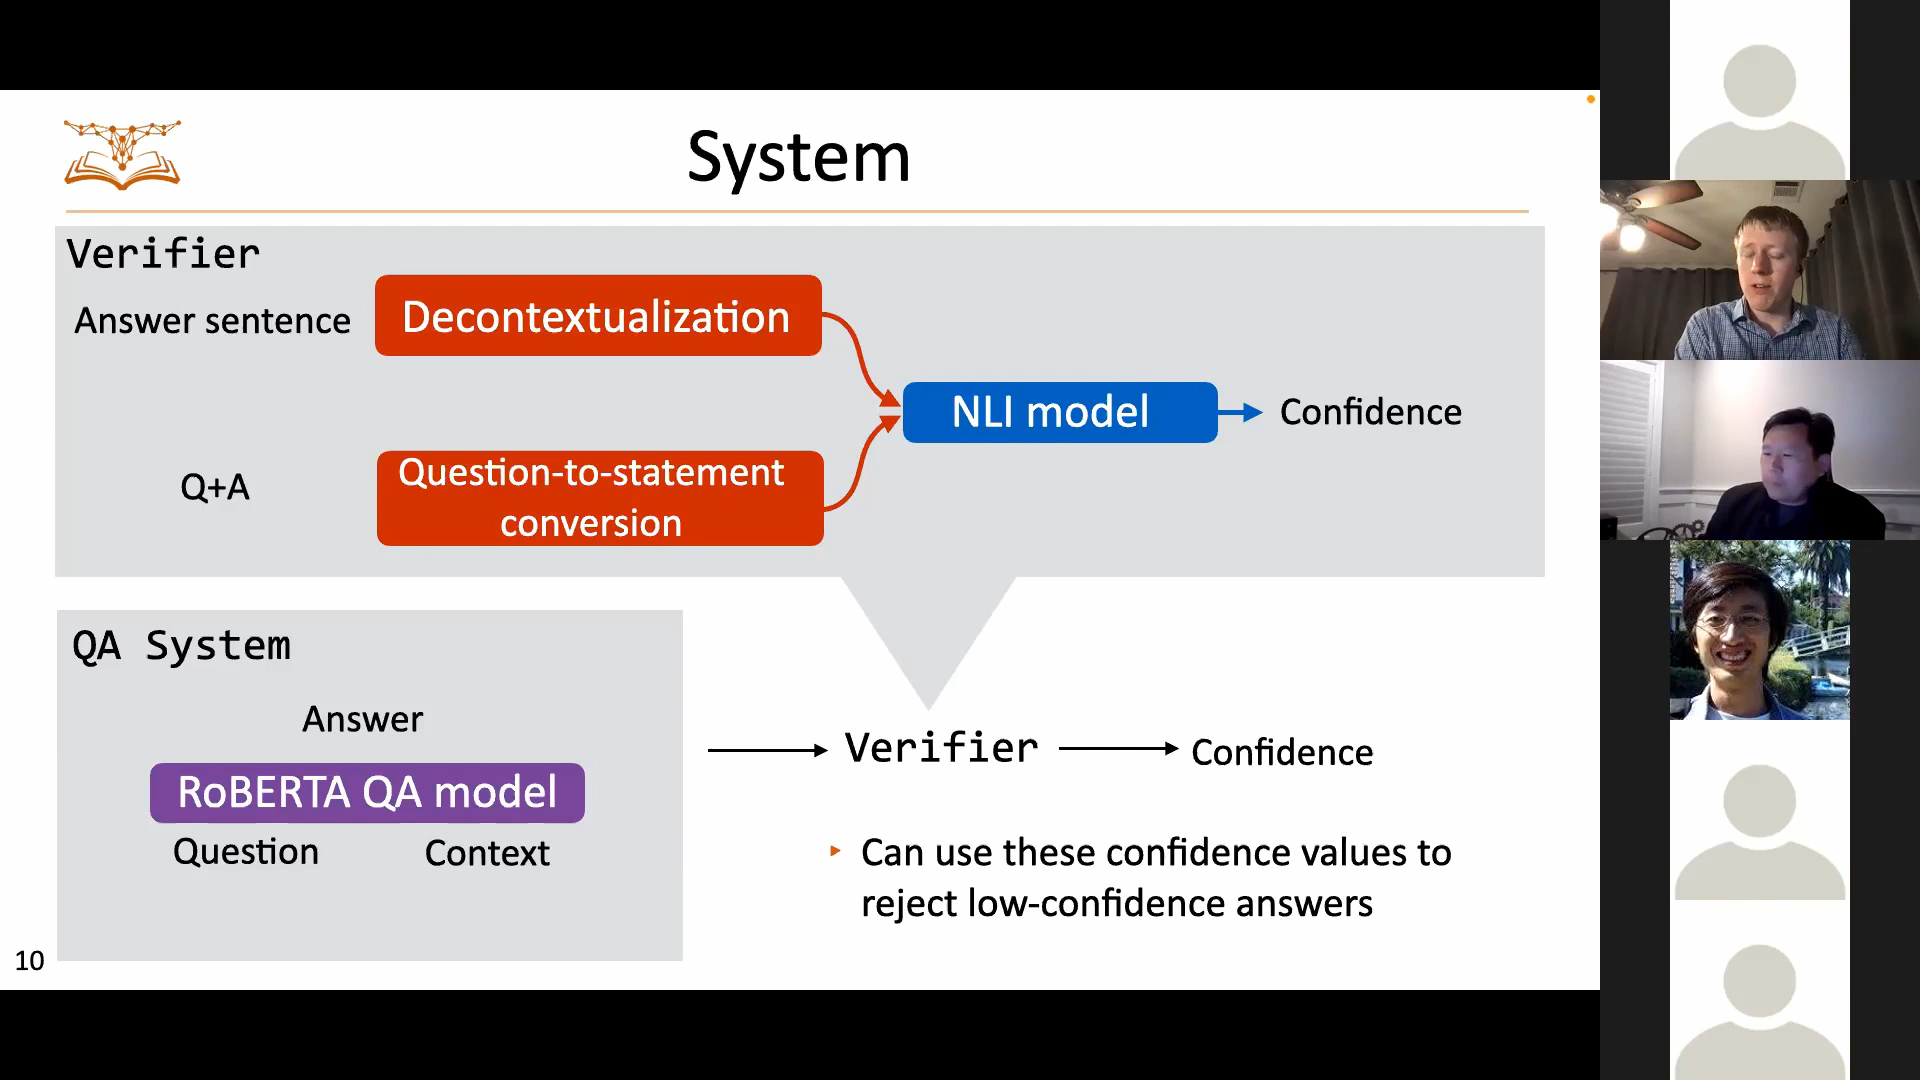 System
Verifier
Answer sentence
Decontextualization
NLI model
Confidence
Q+A
Question-to-statement
conversion
QA System
Answer
RoBERTA QA model
Question
Context
Verifier
Confidence
Can use these confidence values to
reject low-confidence answers
10